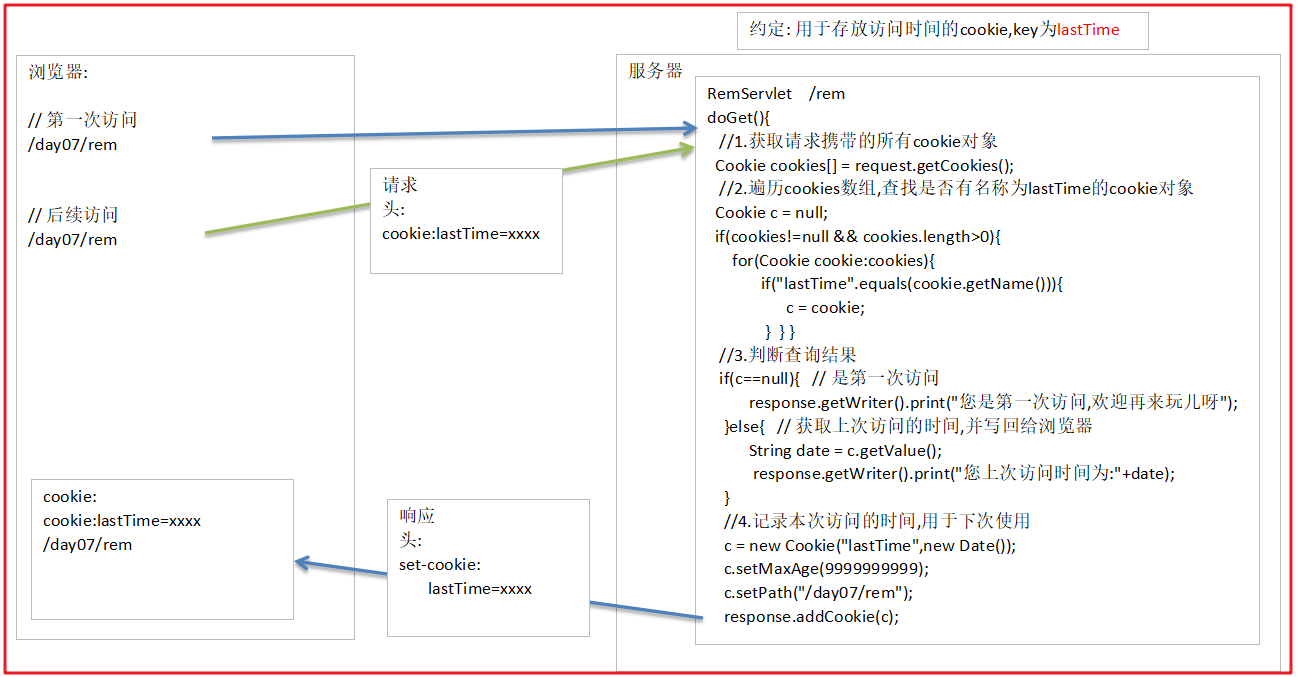 约定: 用于存放访问时间的cookie,key为lastTime
浏览器:
// 第一次访问
/day07/rem
// 后续访问
/day07/rem
请求
头:
cookie:lastTime=xxxx
cookie:
cookie:lastTime=xxxx
/day07/rem
响应
头:
set-cookie:
lastTime=xxxx
服务器
RemServlet /rem
doGet(){
//1.获取请求携带的所有cookie对象
Cookie cookies[] = request.getCookies();
//2.遍历cookies数组,查找是否有名称为lastTime的cookie对象
Cookie c = null;
if(cookies!=null && cookies.length>0){
for(Cookie cookie:cookies){
if("lastTime".equals(cookie.getName())){
c = cookie;
} } }
//3.判断查询结果
if(c==null){ // 是第一次访问
response.getWriter().print("您是第一次访问,欢迎再来玩儿呀");
}else{ // 获取上次访问的时间,并写回给浏览器
String date = c.getValue();
response.getWriter().print("您上次访问时间为:"+date);
}
//4.记录本次访问的时间,用于下次使用
c = new Cookie("lastTime",new Date());
c.setMaxAge(9999999999);
c.setPath("/day07/rem");
response.addCookie(c);